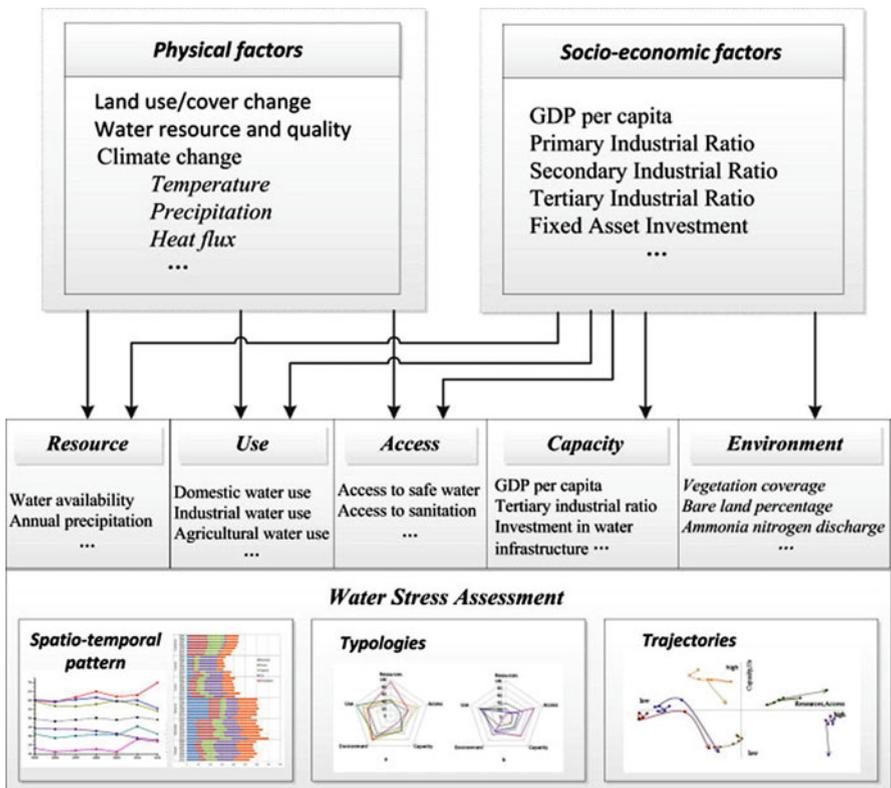 Physical factors
Land use/cover change
Water resource and quality
Climate change
Temperature
Precipitation
Heat flux
...
Socio-economic factors
GDP per capita
Primary Industrial Ratio
Secondary Industrial Ratio
Tertiary Industrial Ratio
Fixed Asset Investment
...
Resource
Water availability
Annual precipitation
...
Use
Domestic water use
Industrial water use
Agricultural water use
...
Access
Access to safe water
Access to sanitation
...
Capacity
GDP per capita
Tertiary industrial ratio
Investment in water
infrastructure ...
Environment
Vegetation coverage
Bare land percentage
Ammonia nitrogen discharge
...
Water Stress Assessment
Spatio-temporal
pattern
Typologies
Resources
Use
Access
Environment
Capacity
Resources
Use
Access
Environment
Capacity
Trajectories
high
Capacity,Us
low
Resources,Access
high
low